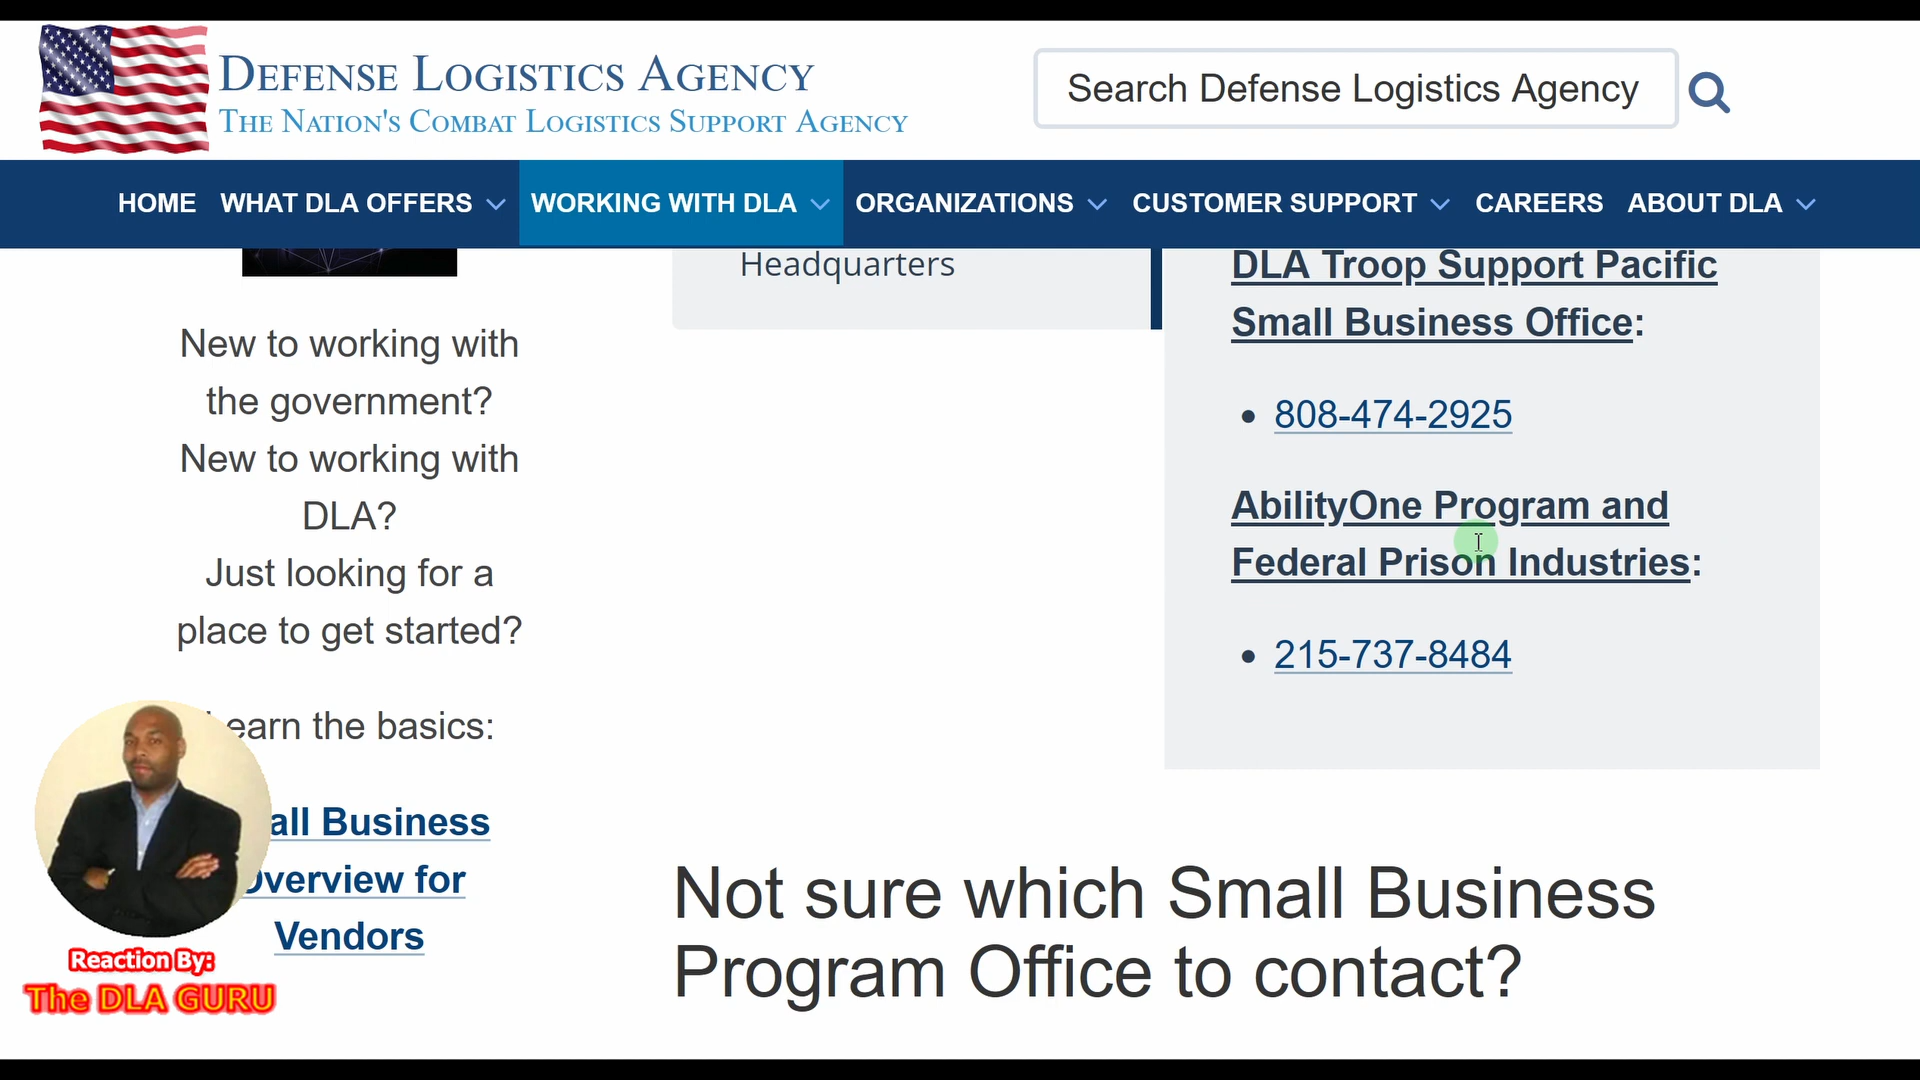 DEFENSE LOGISTICS AGENCY
THE NATION'S COMBAT LOGISTICS SUPPORT AGENCY
Search Defense Logistics Agency
HOME WHAT DLA OFFERS WORKING WITH DLA ORGANIZATIONS CUSTOMER SUPPORT CAREERS ABOUT DLA
New to working with
the government?
New to working with
DLA?
Just looking for a
place to get started?
earn the basics:
all Business
Overview for
Vendors
Reaction By:
The DLA GURU
Headquarters
DLA Troop Support Pacific
Small Business Office:
• 808-474-2925
AbilityOne Program and
Federal Prison Industries:
• 215-737-8484
Not sure which Small Business
Program Office to contact?